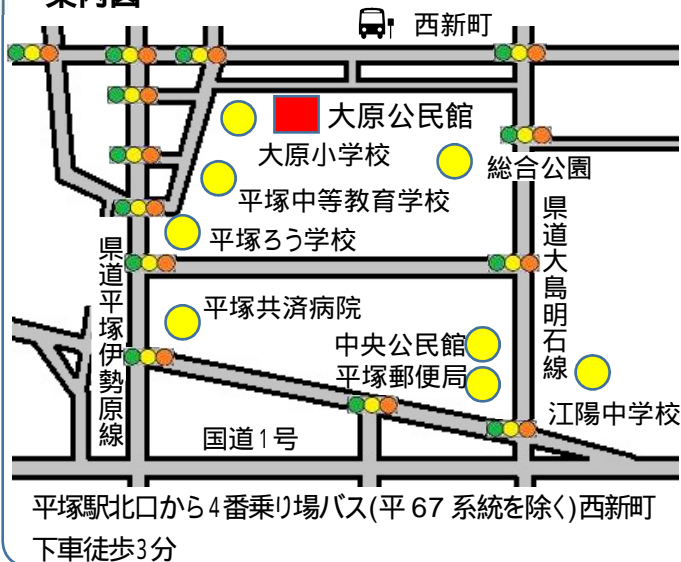 案内図
西新町
大原公民館
大原小学校
総合公園
平塚中等教育学校
平塚ろう学校
県道大島明石線
県道平塚伊勢原線
平塚共済病院
中央公民館
平塚郵便局
江陽中学校
国道1号
平塚駅北口から4番乗り場バス(平 67 系統を除く)西新町
下車徒歩3分